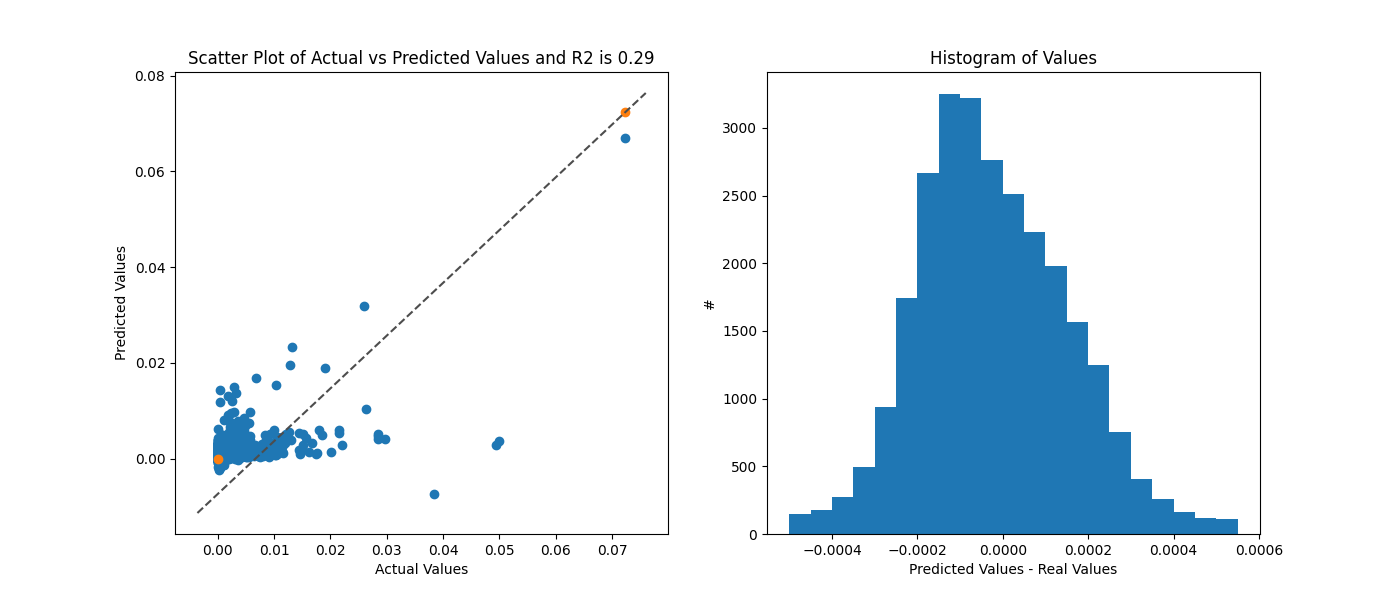 Scatter Plot of Actual vs Predicted Values and R2 is 0.29
0.08
0.06
0.04
0.02
0.00
Predicted Values
0.00 0.01 0.02 0.03 0.04 0.05 0.06 0.07
Actual Values
Histogram of Values
3000
2500
2000
1500
1000
500
0
#
−0.0004 −0.0002 0.0000 0.0002 0.0004 0.0006
Predicted Values - Real Values